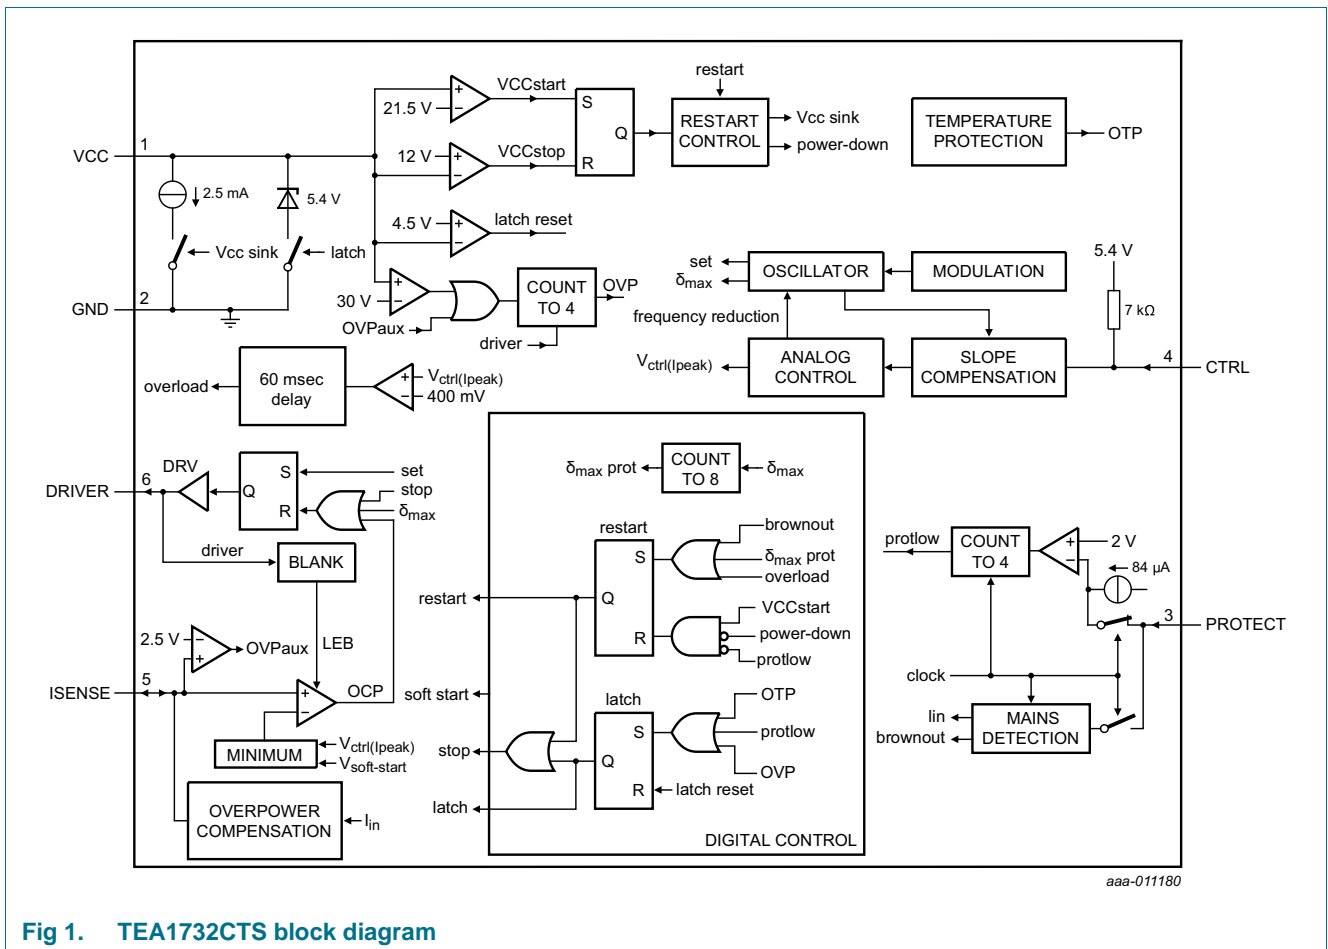 restart
VCCstart
21.5 V
S
Q
R
RESTART
CONTROL
Vcc sink
power-down
TEMPERATURE
PROTECTION
OTP
1
VCC
12 V
VCCstop
2.5 mA
5.4 V
4.5 V
latch reset
Vcc sink
latch
2
GND
30 V
OVPaux
COUNT
TO 4
OVP
driver
set
δmax
OSCILLATOR
MODULATION
5.4 V
7 kΩ
frequency reduction
Vctrl(Ipeak)
ANALOG
CONTROL
SLOPE
COMPENSATION
4
CTRL
overload
60 msec
delay
Vctrl(Ipeak)
400 mV
δmax prot
COUNT
TO 8
δmax
DRV
6
DRIVER
Q
S
R
set
stop
δmax
driver
BLANK
LEB
restart
S
Q
R
brownout
δmax prot
overload
VCCstart
power-down
protlow
restart
protlow
COUNT
TO 4
2 V
84 µA
3
PROTECT
clock
lin
brownout
MAINS
DETECTION
2.5 V
OVPaux
5
ISENSE
OCP
MINIMUM
Vctrl(Ipeak)
Vsoft-start
OVERPOWER
COMPENSATION
Iin
soft start
stop
latch
latch
S
Q
R
OTP
protlow
OVP
latch reset
DIGITAL CONTROL
aaa-011180
Fig 1. TEA1732CTS block diagram